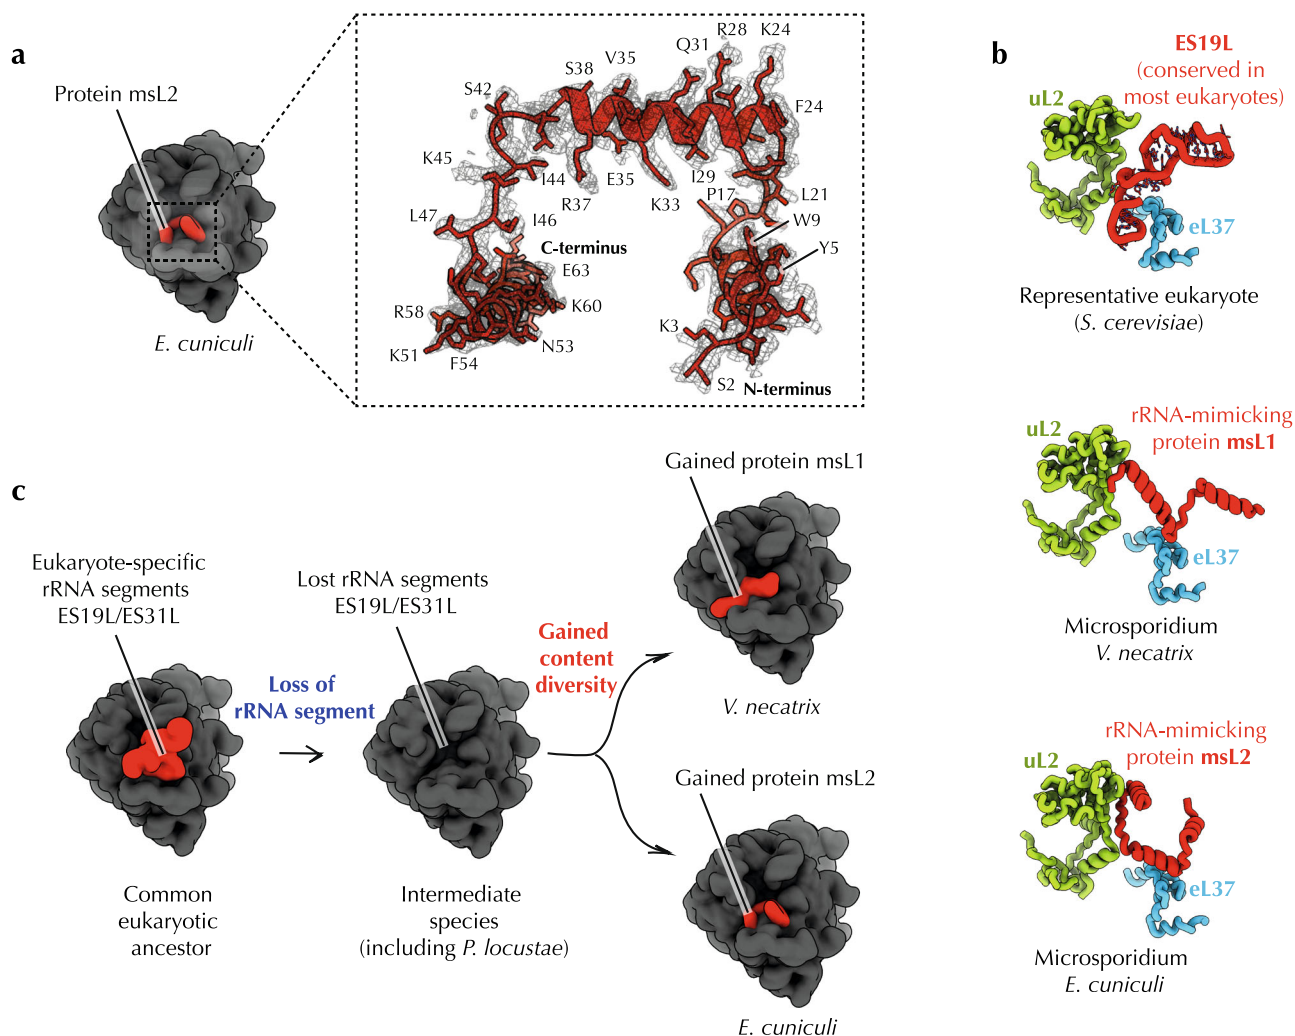 a
Protein msL2
E. cuniculi
R28
K24
Q31
V35
S38
S42
F24
K45
I44
E35
I29
R37
K33
P17
L21
L47
I46
W9
C-terminus
Y5
E63
R58
K60
K3
N53
K51
F54
S2
N-terminus
b
ES19L
(conserved in
most eukaryotes)
uL2
eL37
Representative eukaryote
(S. cerevisiae)
rRNA-mimicking
protein msL1
uL2
eL37
Microsporidium
V. necatrix
rRNA-mimicking
protein msL2
uL2
eL37
Microsporidium
E. cuniculi
c
Eukaryote-specific
rRNA segments
ES19L/ES31L
Common
eukaryotic
ancestor
Loss of
rRNA segment
Lost rRNA segments
ES19L/ES31L
Intermediate
species
(including P. locustae)
Gained
content
diversity
Gained protein msL1
V. necatrix
Gained protein msL2
E. cuniculi